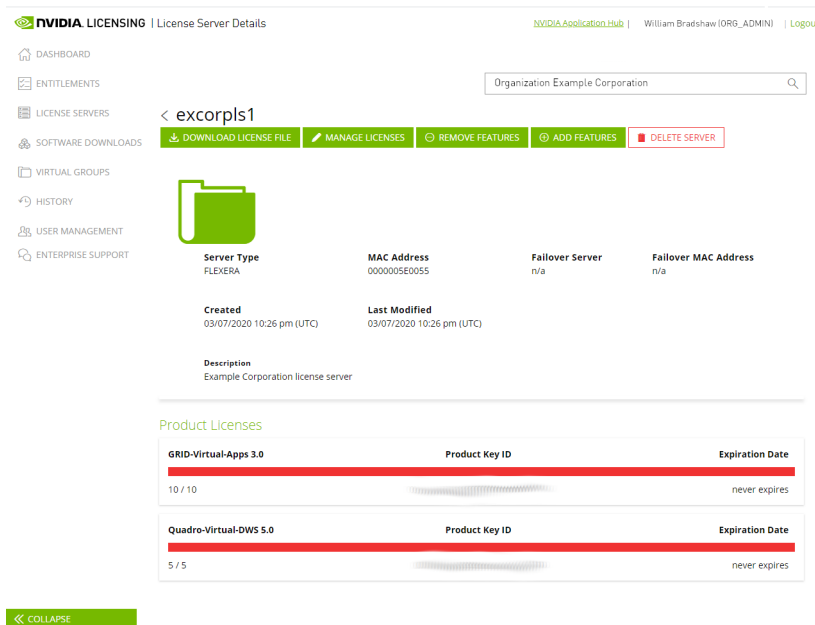 NVIDIA. LICENSING | License Server Details
NVIDIA Application Hub | William Bradshaw (ORG_ADMIN) | Logou
DASHBOARD
ENTITLEMENTS
LICENSE SERVERS
SOFTWARE DOWNLOADS
VIRTUAL GROUPS
HISTORY
USER MANAGEMENT
ENTERPRISE SUPPORT
COLLAPSE
Organization Example Corporation
excorpls1
DOWNLOAD LICENSE FILE MANAGE LICENSES REMOVE FEATURES ADD FEATURES DELETE SERVER
Server Type MAC Address Failover Server Failover MAC Address
FLEXERA 0000005E0055 n/a n/a
Created Last Modified
03/07/2020 10:26 pm (UTC) 03/07/2020 10:26 pm (UTC)
Description
Example Corporation license server
Product Licenses
GRID-Virtual-Apps 3.0 Product Key ID Expiration Date
10 / 10 never expires
Quadro-Virtual-DWS 5.0 Product Key ID Expiration Date
5 / 5 never expires